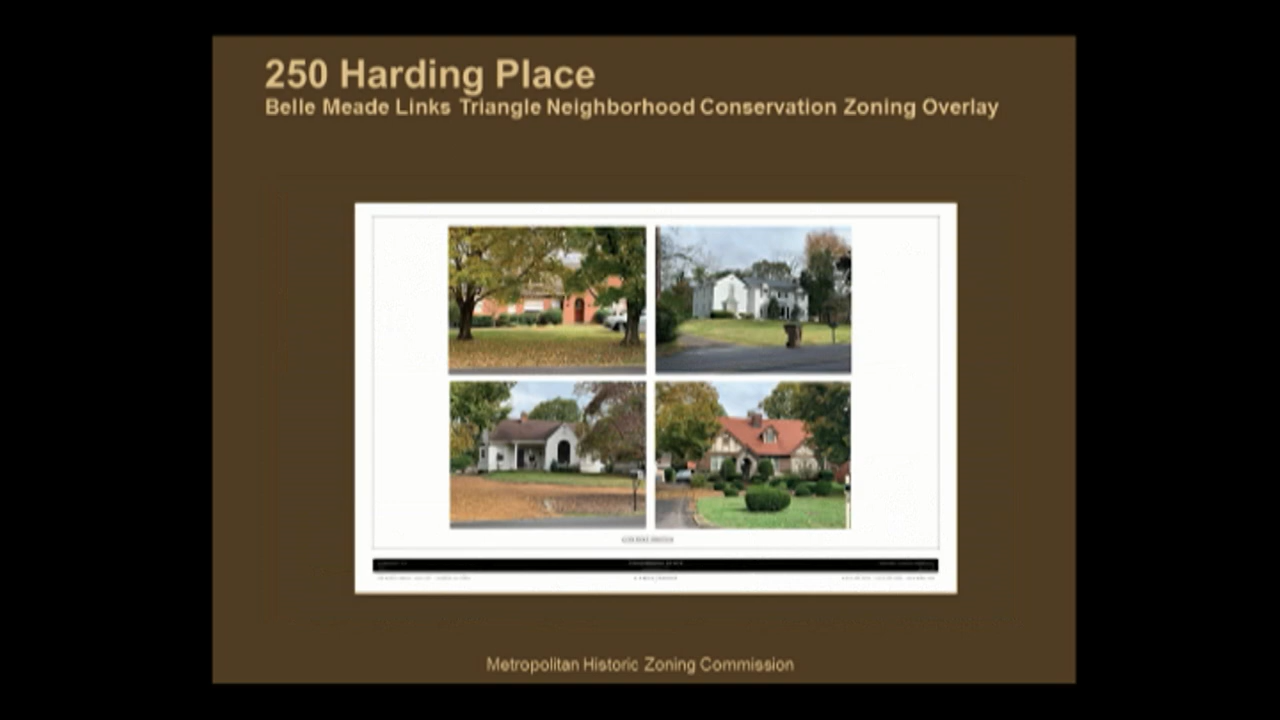 250 Harding Place
Belle Meade Links Triangle Neighborhood Conservation Zoning Overlay
Metropolitan Historic Zoning Commission